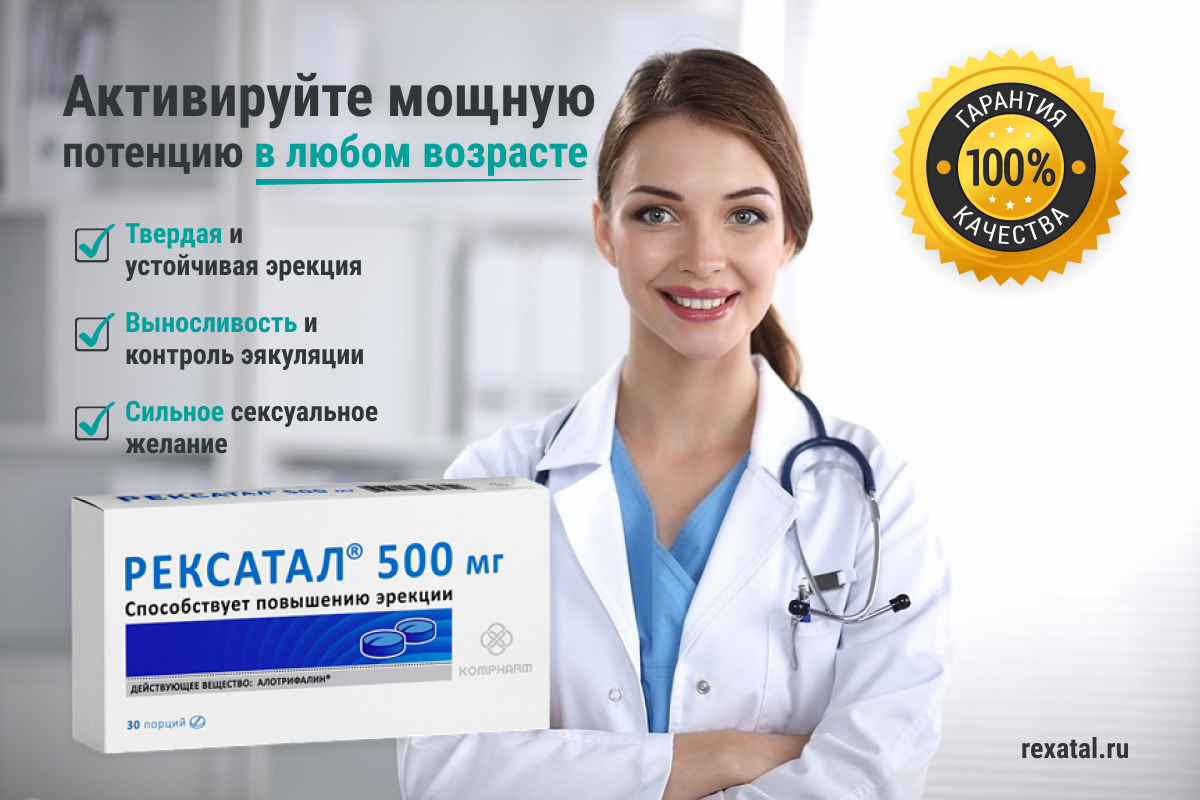 Активируйте мощную
потенцию в любом возрасте
Твердая и
устойчивая эрекция
Выносливость и
контроль эякуляции
Сильное сексуальное
желание
ГАРАНТИЯ
100%
КАЧЕСТВА
РЕКСАТАЛ® 500 мг
РЕКСАТАЛ® 500 мг
Способствует повышению эрекции
KOMPHARM
ДЕЙСТВУЮЩЕЕ ВЕЩЕСТВО: АЛОТРИФАЛИН®
30 порций
rexatal.ru